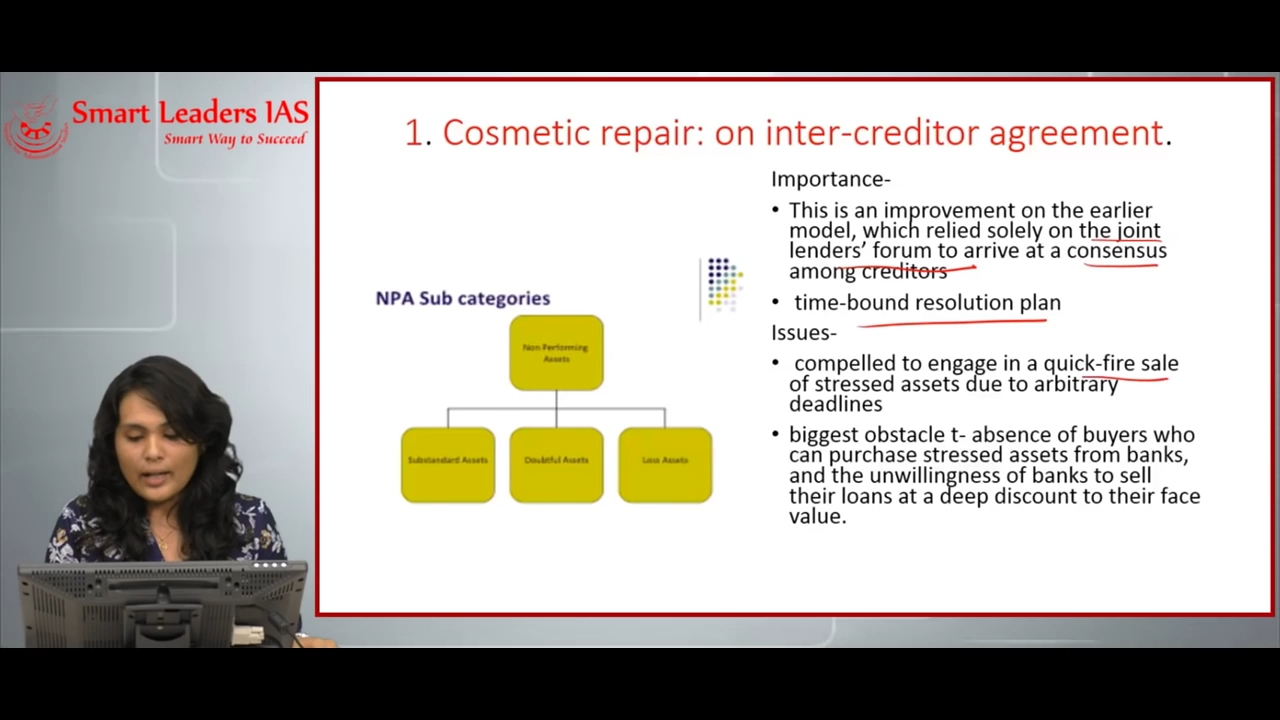 Smart Leaders IAS
Smart Way to Succeed
1. Cosmetic repair: on inter-creditor agreement.
NPA Sub categories
Non Performing
Assets
Substandard Assets
Doubtful Assets
Loss Assets
Importance-
• This is an improvement on the earlier
model, which relied solely on the joint
lenders’ forum to arrive at a consensus
among creditors
• time-bound resolution plan
Issues-
• compelled to engage in a quick-fire sale
of stressed assets due to arbitrary
deadlines
• biggest obstacle t- absence of buyers who
can purchase stressed assets from banks,
and the unwillingness of banks to sell
their loans at a deep discount to their face
value.